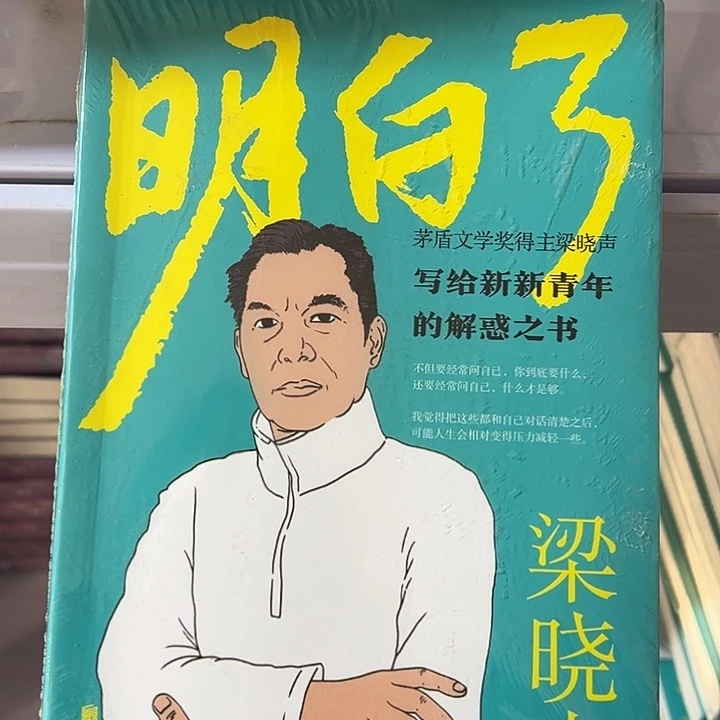 明白了
茅盾文学奖得主梁晓声
写给新新青年
的解惑之书
不但要经常问自己，你到底要什么，
还要经常问自己，什么才是够。
我觉得把这些都和自己对话清楚之后，
可能人生会相对变得压力减轻一些。
梁晓